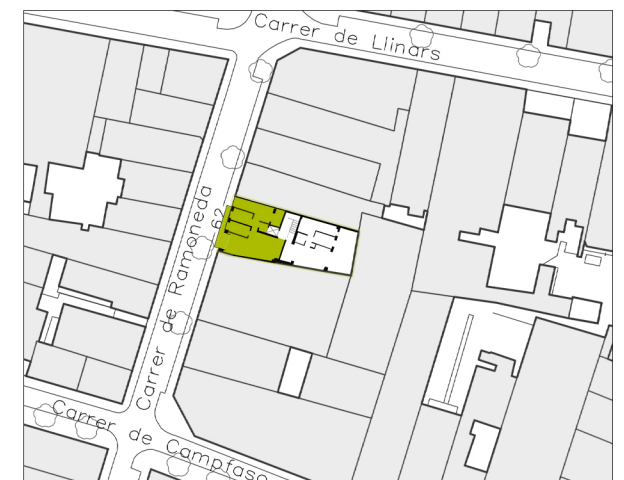 Carrer de Llinars
62
Carrer de Ramoneda
Carrer de Campfaso